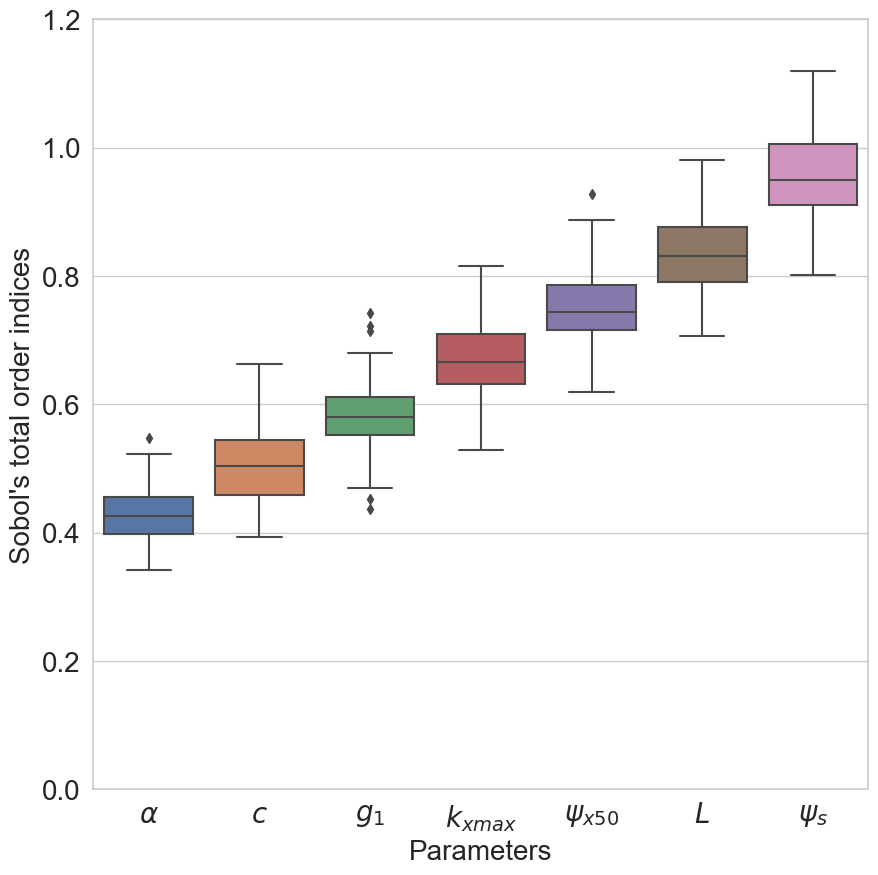 1.2
1.0
0.8
0.6
0.4
0.2
0.0
Sobol's total order indices
α c g₁ kₓₘₐₓ ψₓ₅₀ L ψₛ
Parameters